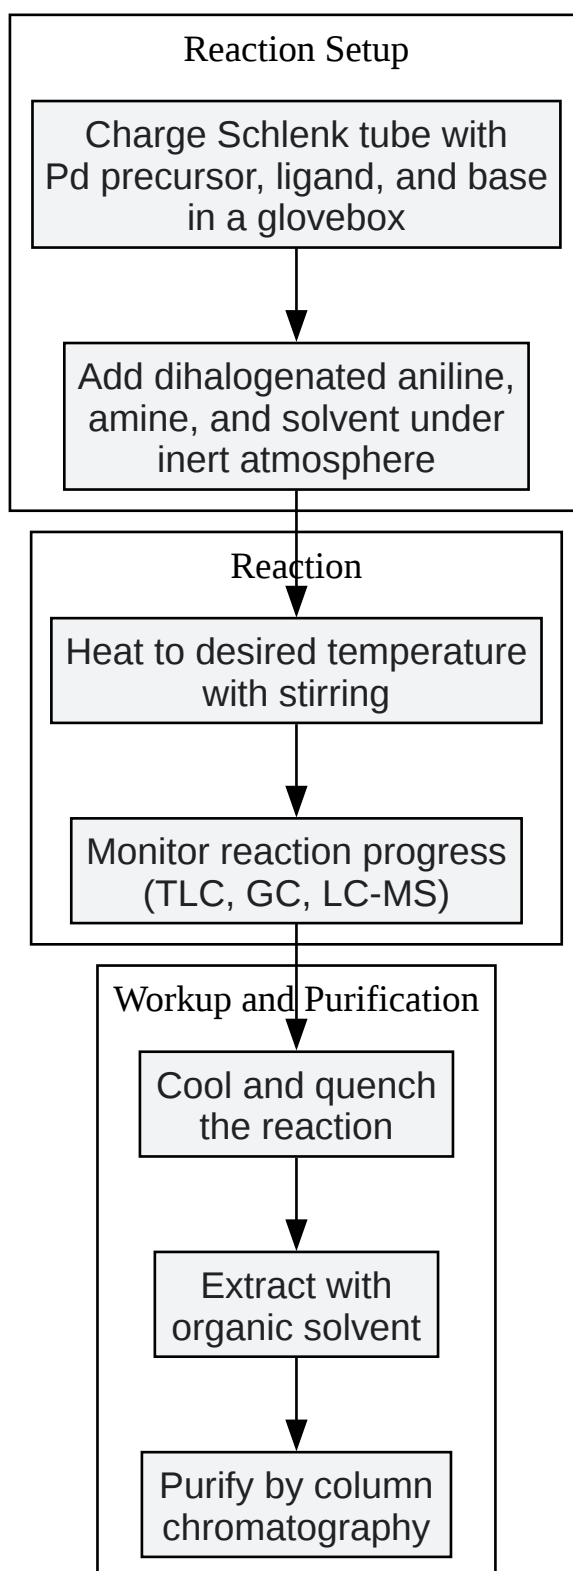 Reaction Setup
Charge Schlenk tube with
Pd precursor, ligand, and base
in a glovebox
Add dihalogenated aniline,
amine, and solvent under
inert atmosphere
Reaction
Heat to desired temperature
with stirring
Monitor reaction progress
(TLC, GC, LC-MS)
Workup and Purification
Cool and quench
the reaction
Extract with
organic solvent
Purify by column
chromatography